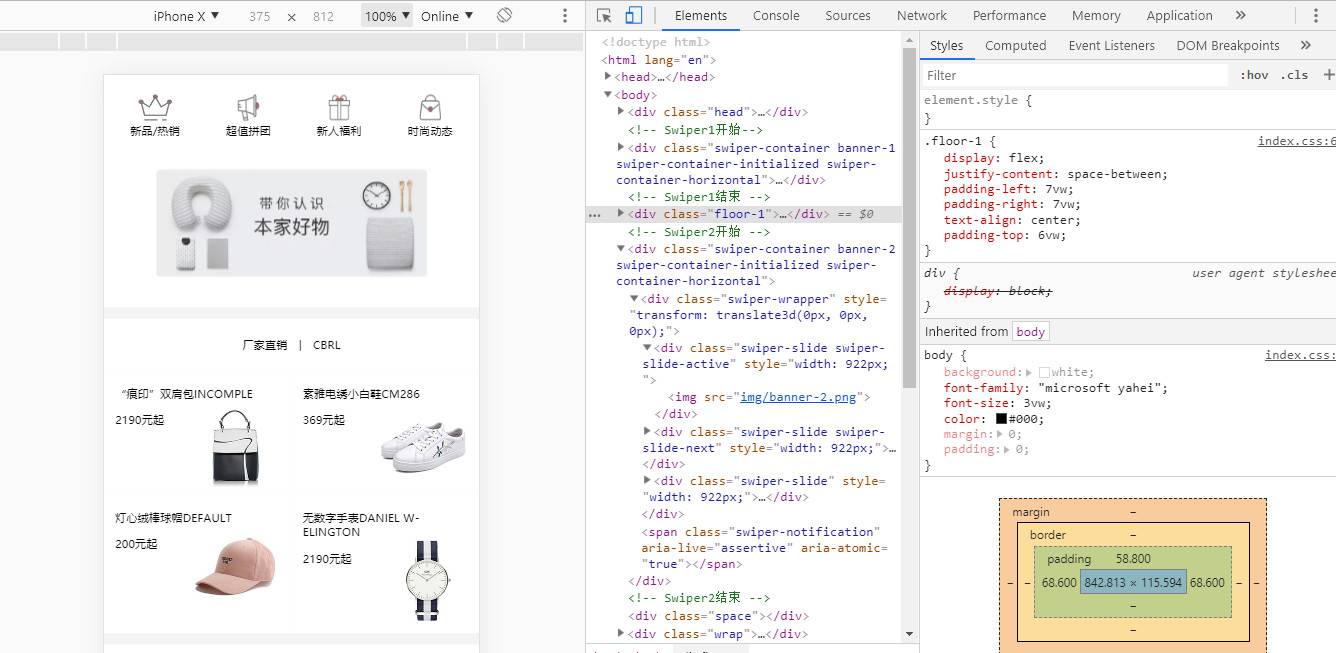 iPhone X ▼ 375 × 812 100% ▼ Online ▼
新品/热销 超值拼团 新人福利 时尚动态
带你认识
本家好物
厂家直销 | CBRL
“痕印”双肩包INCOMPLE
2190元起
素雅电绣小白鞋CM286
369元起
灯心绒棒球帽DEFAULT
200元起
无数字手表DANIEL W-
ELINGTON
2190元起
Elements Console Sources Network Performance Memory Application »
<!doctype html>
<html lang="en">
▶<head>…</head>
▼<body>
▶<div class="head">…</div>
<!-- Swiper1开始-->
▶<div class="swiper-container banner-1
swiper-container-initialized swiper-
container-horizontal">…</div>
<!-- Swiper1结束 -->
… ▶<div class="floor-1">…</div> == $0
<!-- Swiper2开始 -->
▼<div class="swiper-container banner-2
swiper-container-initialized swiper-
container-horizontal">
▼<div class="swiper-wrapper" style=
"transform: translate3d(0px, 0px,
0px);">
▼<div class="swiper-slide swiper-
slide-active" style="width: 922px;
">
<img src="img/banner-2.png">
</div>
▶<div class="swiper-slide swiper-
slide-next" style="width: 922px;">…
</div>
▶<div class="swiper-slide" style=
"width: 922px;">…</div>
</div>
<span class="swiper-notification"
aria-live="assertive" aria-atomic=
"true"></span>
</div>
<!-- Swiper2结束 -->
<div class="space"></div>
▶<div class="wrap">…</div>
Styles Computed Event Listeners DOM Breakpoints »
Filter :hov .cls +
element.style {
}
.floor-1 { index.css:6
display: flex;
justify-content: space-between;
padding-left: 7vw;
padding-right: 7vw;
text-align: center;
padding-top: 6vw;
}
div { user agent styleshee
display: block;
}
Inherited from body
body { index.css:
background:▶ white;
font-family: "microsoft yahei";
font-size: 3vw;
color: #000;
margin:▶ 0;
padding:▶ 0;
}
margin –
border –
padding 58.800
– – 68.600 842.813 × 115.594 68.600 – –
–
–